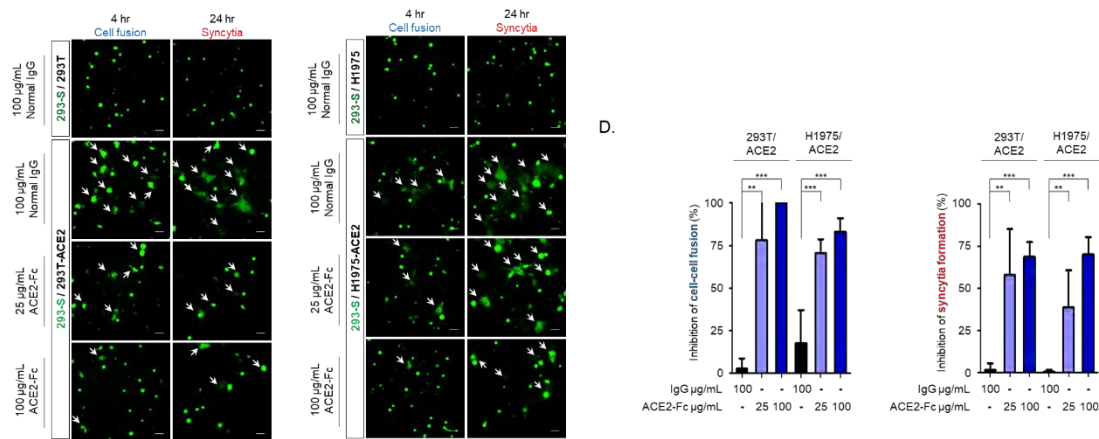 4 hr 24 hr
Cell fusion Syncytia
100 µg/mL
Normal IgG
293-S / 293T
100 µg/mL
Normal IgG
25 µg/mL
ACE2-Fc
100 µg/mL
ACE2-Fc
293-S / 293T-ACE2
4 hr 24 hr
Cell fusion Syncytia
100 µg/mL
Normal IgG
293-S / H1975
100 µg/mL
Normal IgG
25 µg/mL
ACE2-Fc
100 µg/mL
ACE2-Fc
293-S / H1975-ACE2
D.
293T/
ACE2
H1975/
ACE2
*** ***
** ***
Inhibition of cell-cell fusion (%)
100
75
50
25
0
IgG µg/mL 100 - - 100 - -
ACE2-Fc µg/mL - 25 100 - 25 100
293T/
ACE2
H1975/
ACE2
*** ***
** **
Inhibition of syncytia formation (%)
100
75
50
25
0
IgG µg/mL 100 - - 100 - -
ACE2-Fc µg/mL - 25 100 - 25 100